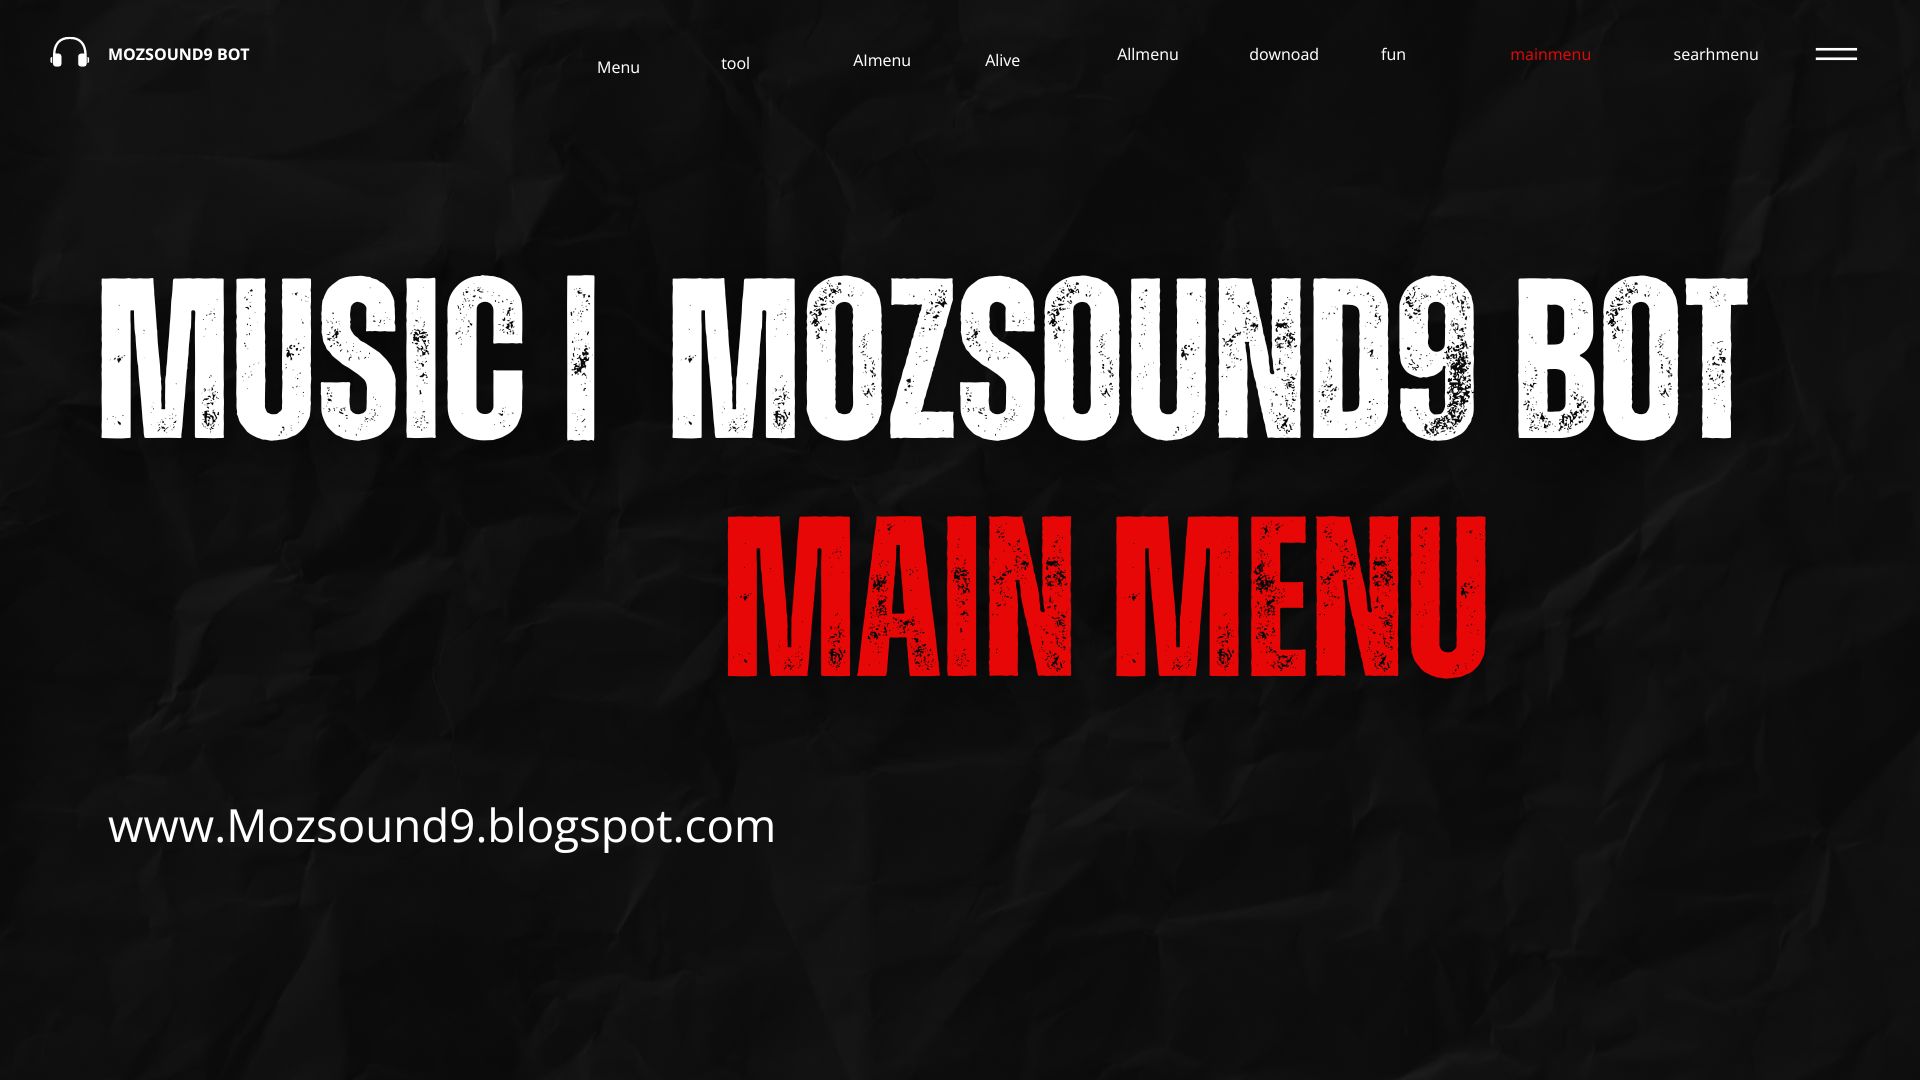 MOZSOUND9 BOT
Menu tool AImenu Alive Allmenu downoad fun mainmenu searhmenu
MUSIC | MOZSOUND9 BOT
MAIN MENU
www.Mozsound9.blogspot.com